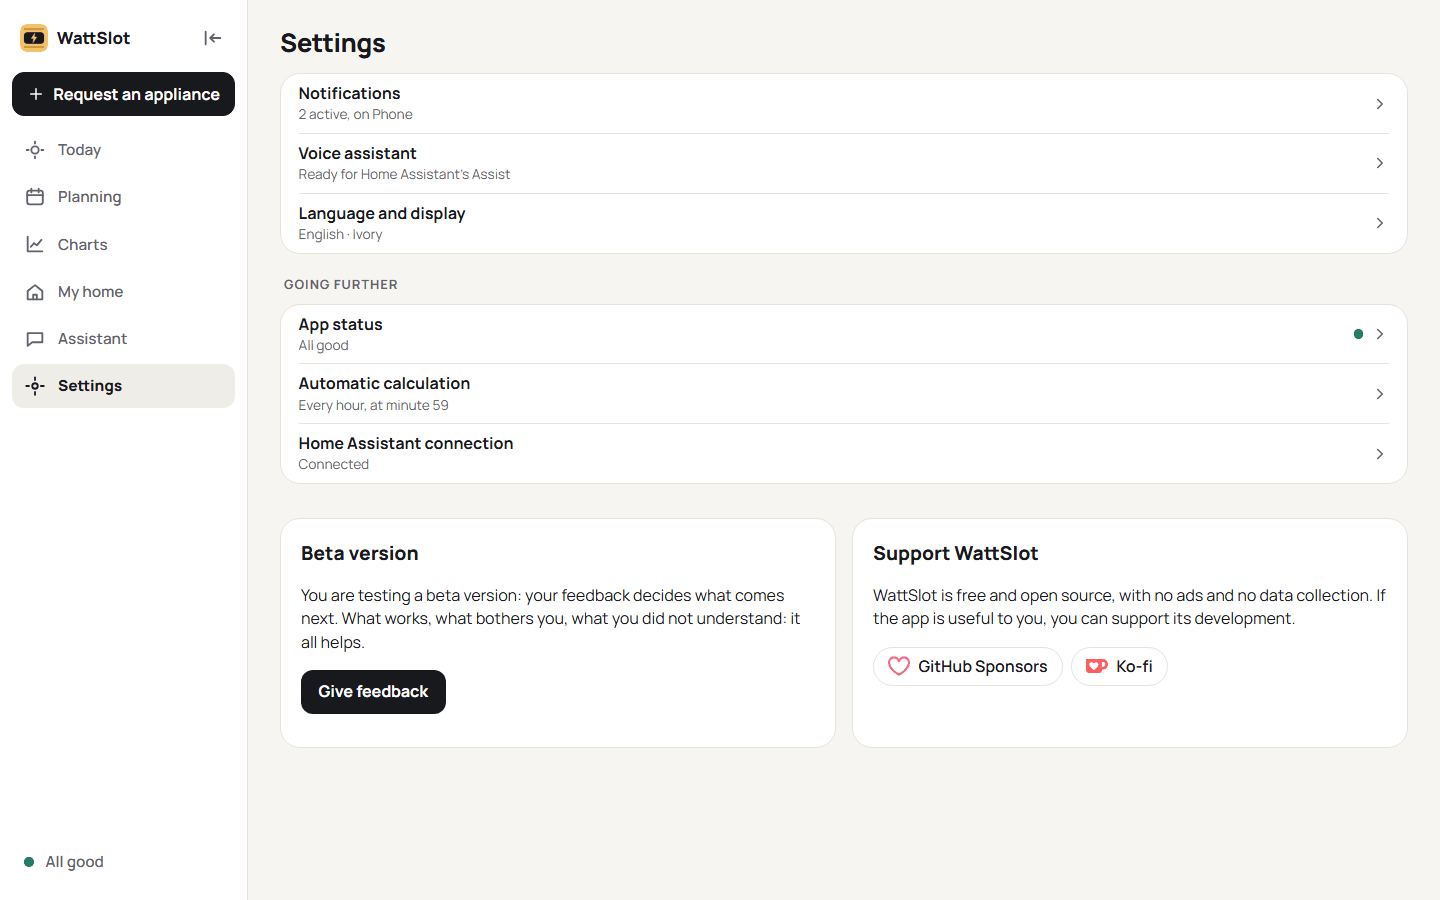 WattSlot
Request an appliance
Today
Planning
Charts
My home
Assistant
Settings
All good
Settings
Notifications
2 active, on Phone
Voice assistant
Ready for Home Assistant's Assist
Language and display
English · Ivory
GOING FURTHER
App status
All good
Automatic calculation
Every hour, at minute 59
Home Assistant connection
Connected
Beta version
You are testing a beta version: your feedback decides what comes
next. What works, what bothers you, what you did not understand: it
all helps.
Give feedback
Support WattSlot
WattSlot is free and open source, with no ads and no data collection. If
the app is useful to you, you can support its development.
GitHub Sponsors
Ko-fi